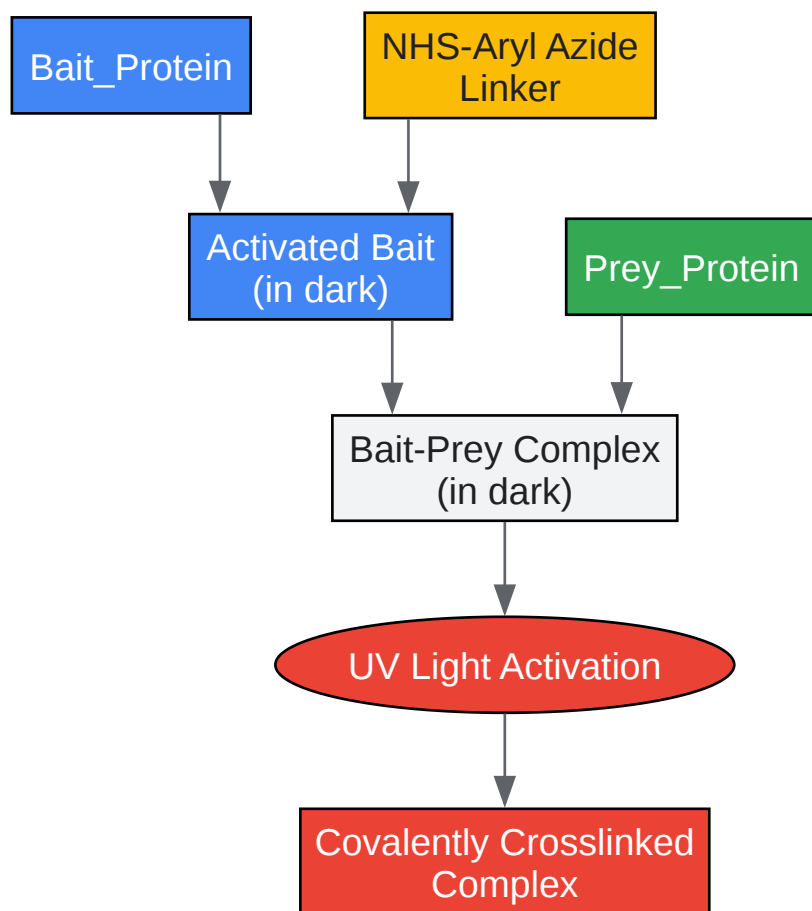 Bait_Protein
NHS-Aryl Azide
Linker
Activated Bait
(in dark)
Prey_Protein
Bait-Prey Complex
(in dark)
UV Light Activation
Covalently Crosslinked
Complex